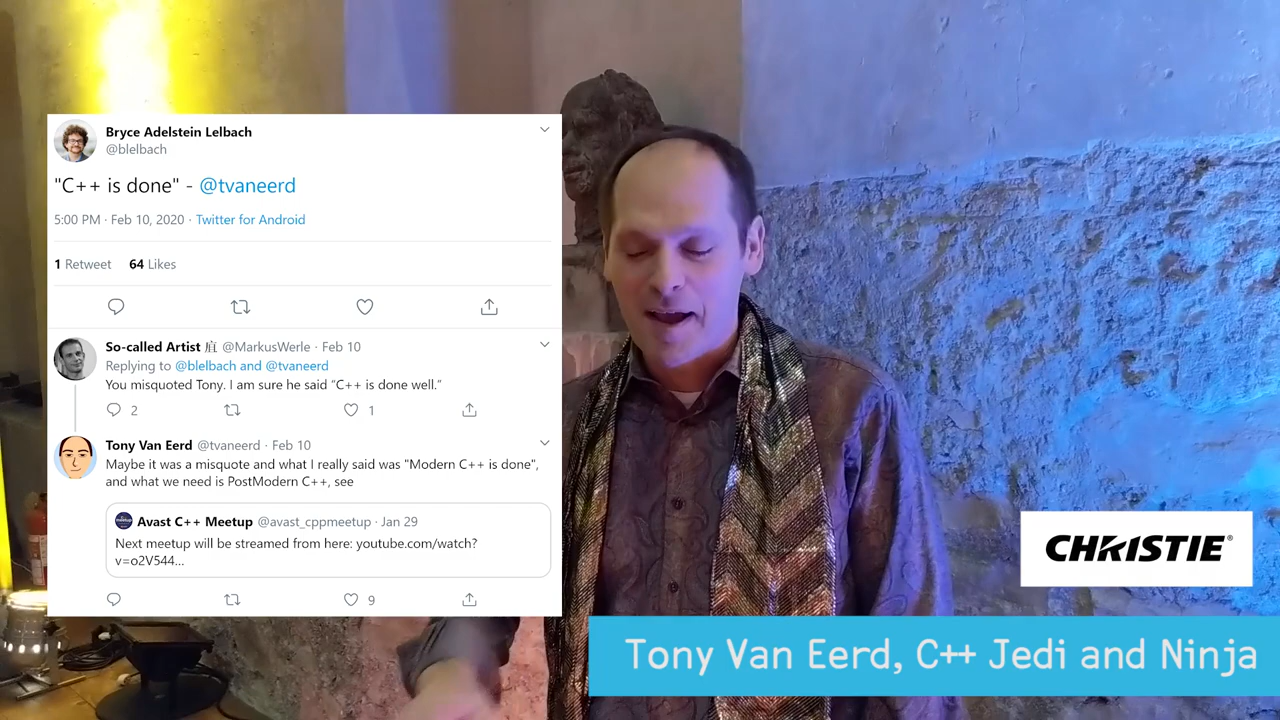 Bryce Adelstein Lelbach
@blelbach
"C++ is done" - @tvaneerd
5:00 PM · Feb 10, 2020 · Twitter for Android
1 Retweet 64 Likes
So-called Artist @MarkusWerle · Feb 10
Replying to @blelbach and @tvaneerd
You misquoted Tony. I am sure he said “C++ is done well.”
2 1
Tony Van Eerd @tvaneerd · Feb 10
Maybe it was a misquote and what I really said was "Modern C++ is done",
and what we need is PostModern C++, see
Avast C++ Meetup @avast_cppmeetup · Jan 29
Next meetup will be streamed from here: youtube.com/watch?
v=o2V544...
9
CHRISTIE®
Tony Van Eerd, C++ Jedi and Ninja